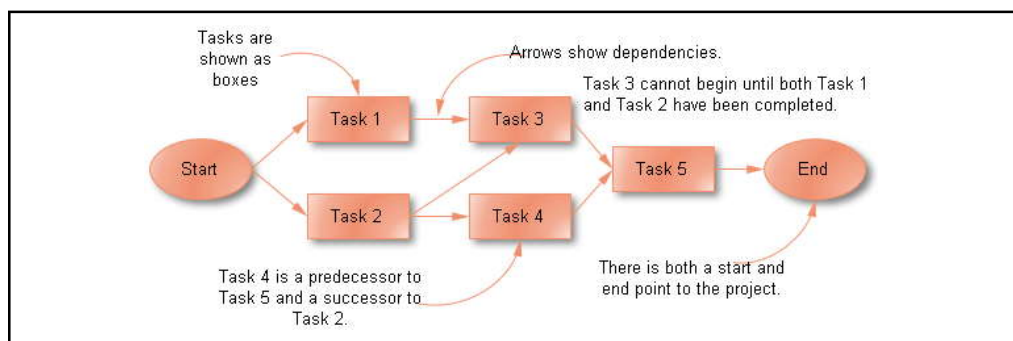 Tasks are
shown as
boxes
Arrows show dependencies.
Task 3 cannot begin until both Task 1
and Task 2 have been completed.
Task 1
Task 3
Start
Task 5
End
Task 2
Task 4
Task 4 is a predecessor to
Task 5 and a successor to
Task 2.
There is both a start and
end point to the project.